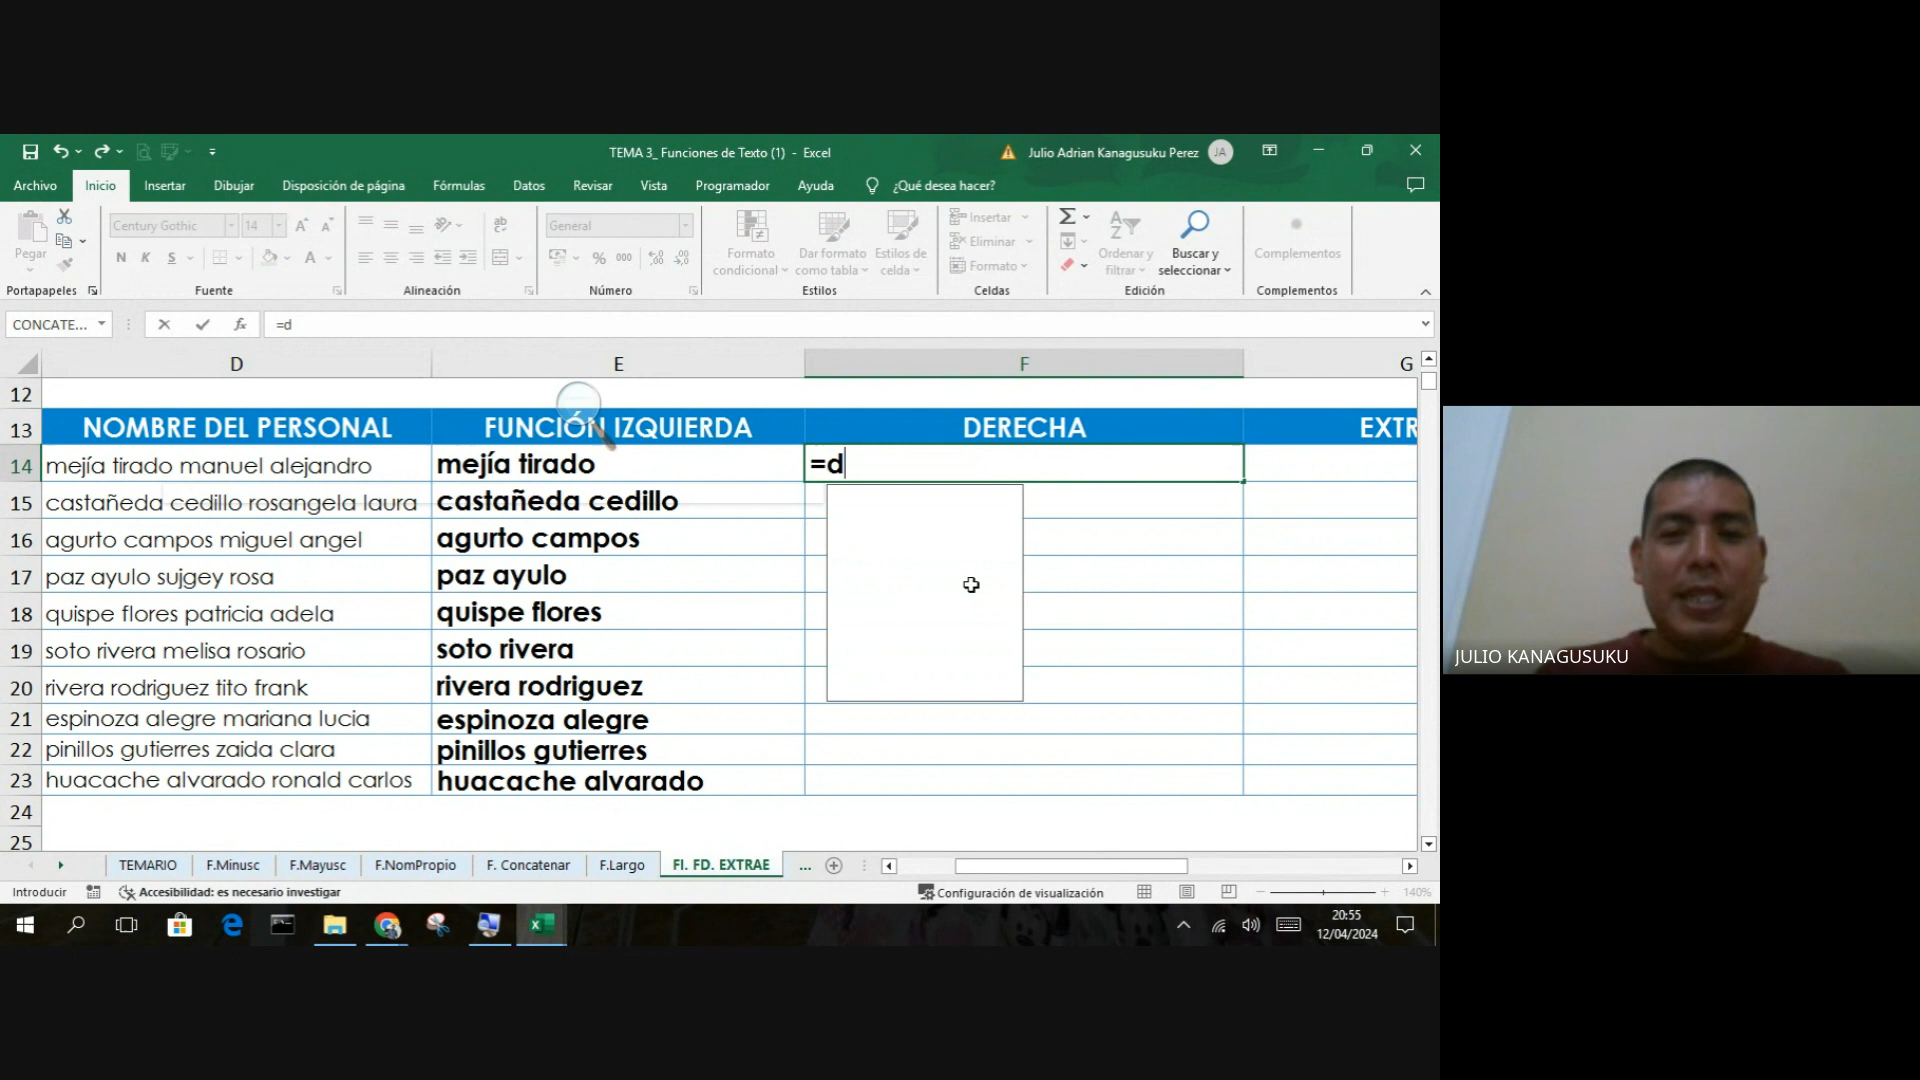 TEMA 3_ Funciones de Texto (1) - Excel
Julio Adrian Kanagusuku Perez
JA
Archivo Inicio Insertar Dibujar Disposición de página Fórmulas Datos Revisar Vista Programador Ayuda ¿Qué desea hacer?
Pegar
Century Gothic 14
N K S
General
% 000
Formato condicional
Dar formato como tabla
Estilos de celda
Insertar
Eliminar
Formato
Ordenar y filtrar
Buscar y seleccionar
Complementos
Portapapeles Fuente Alineación Número Estilos Celdas Edición Complementos
CONCATE... fx =d
D E F G
12
13 NOMBRE DEL PERSONAL FUNCIÓN IZQUIERDA DERECHA EXTR
14 mejía tirado manuel alejandro mejía tirado =d
15 castañeda cedillo rosangela laura castañeda cedillo
16 agurto campos miguel angel agurto campos
17 paz ayulo sujgey rosa paz ayulo
18 quispe flores patricia adela quispe flores
19 soto rivera melisa rosario soto rivera
20 rivera rodriguez tito frank rivera rodriguez
21 espinoza alegre mariana lucia espinoza alegre
22 pinillos gutierres zaida clara pinillos gutierres
23 huacache alvarado ronald carlos huacache alvarado
24
25
TEMARIO F.Minusc F.Mayusc F.NomPropio F. Concatenar F.Largo FI. FD. EXTRAE ...
Introducir Accesibilidad: es necesario investigar Configuración de visualización 140%
20:55
12/04/2024
JULIO KANAGUSUKU